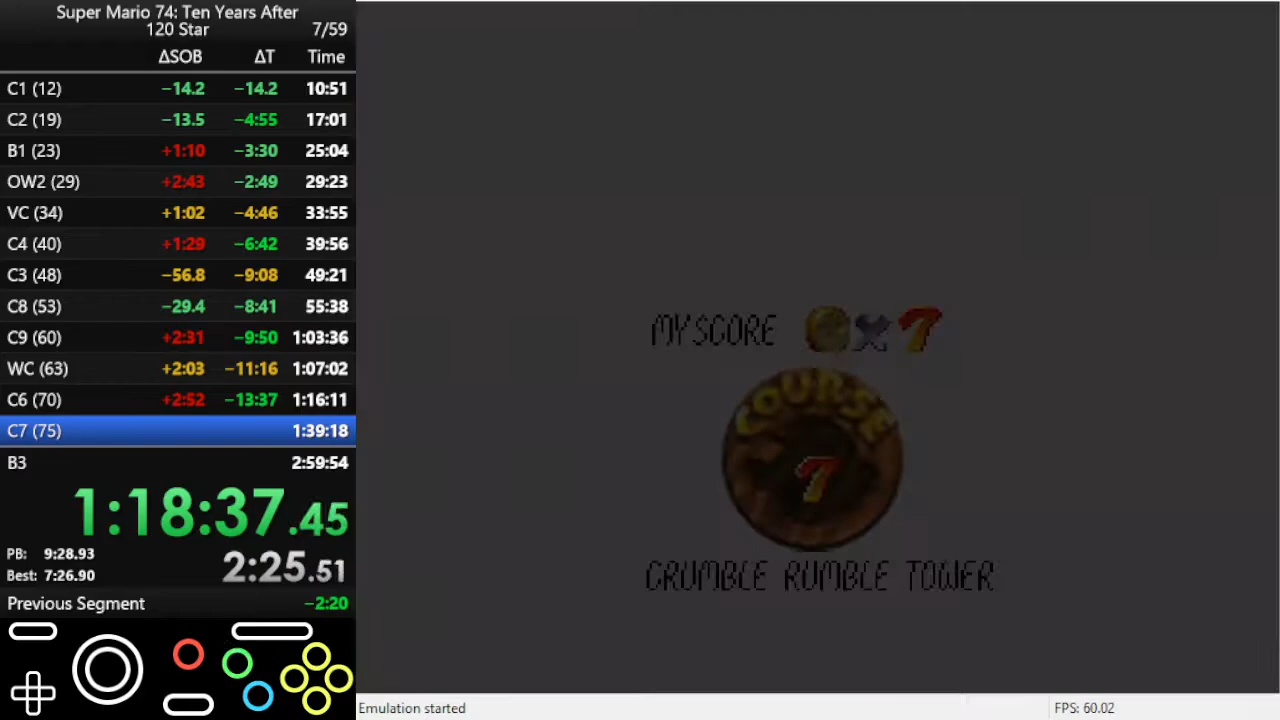 Super Mario 74: Ten Years After
120 Star 7/59
ΔSOB ΔT Time
C1 (12) −14.2 −14.2 10:51
C2 (19) −13.5 −4:55 17:01
B1 (23) +1:10 −3:30 25:04
OW2 (29) +2:43 −2:49 29:23
VC (34) +1:02 −4:46 33:55
C4 (40) +1:29 −6:42 39:56
C3 (48) −56.8 −9:08 49:21
C8 (53) −29.4 −8:41 55:38
C9 (60) +2:31 −9:50 1:03:36
WC (63) +2:03 −11:16 1:07:02
C6 (70) +2:52 −13:37 1:16:11
C7 (75) 1:39:18
B3 2:59:54
1:18:37.45
PB: 9:28.93
Best: 7:26.90
2:25.51
Previous Segment −2:20
MY SCORE ×7
COURSE
7
GRUMBLE RUMBLE TOWER
Emulation started FPS: 60.02